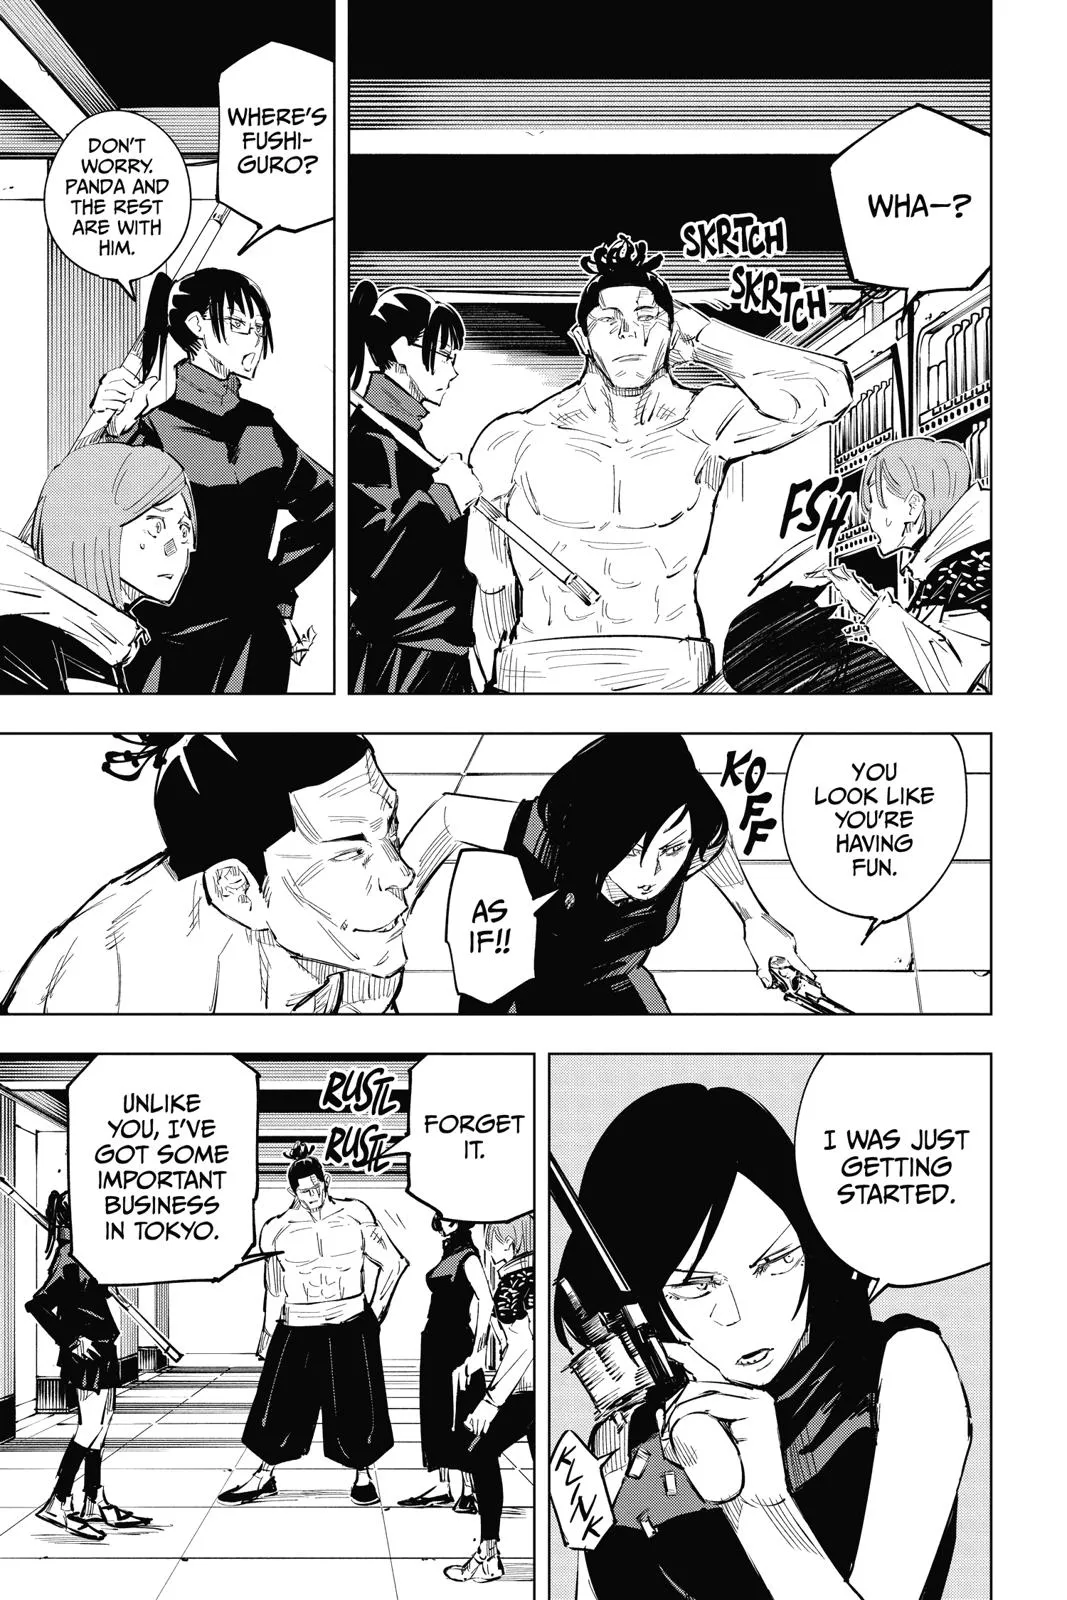 WHA—?
SKRTCH
SKRTCH
FSH
WHERE'S
FUSHI-
GURO?
DON'T
WORRY.
PANDA AND
THE REST
ARE WITH
HIM.
YOU
LOOK LIKE
YOU'RE
HAVING
FUN.
KOFF
AS
IF!!
I WAS JUST
GETTING
STARTED.
KLINK
FORGET
IT.
RUSTL
RUSTL
UNLIKE
YOU, I'VE
GOT SOME
IMPORTANT
BUSINESS
IN TOKYO.